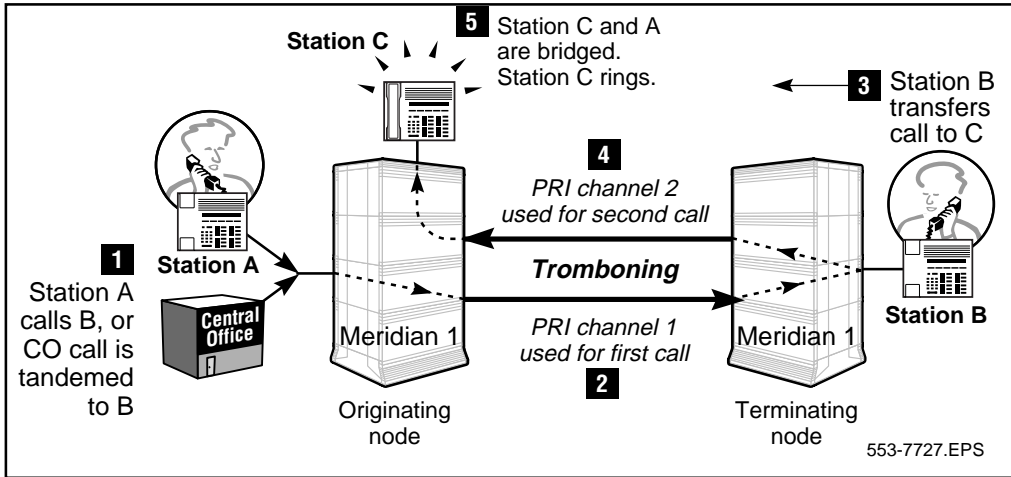 1
Station A
calls B, or
CO call is
tandemed
to B
Station A
Central
Office
Station C
5
Station C and A
are bridged.
Station C rings.
3
Station B
transfers
call to C
4
PRI channel 2
used for second call
Tromboning
PRI channel 1
used for first call
2
Meridian 1
Originating
node
Meridian 1
Terminating
node
Station B
553-7727.EPS